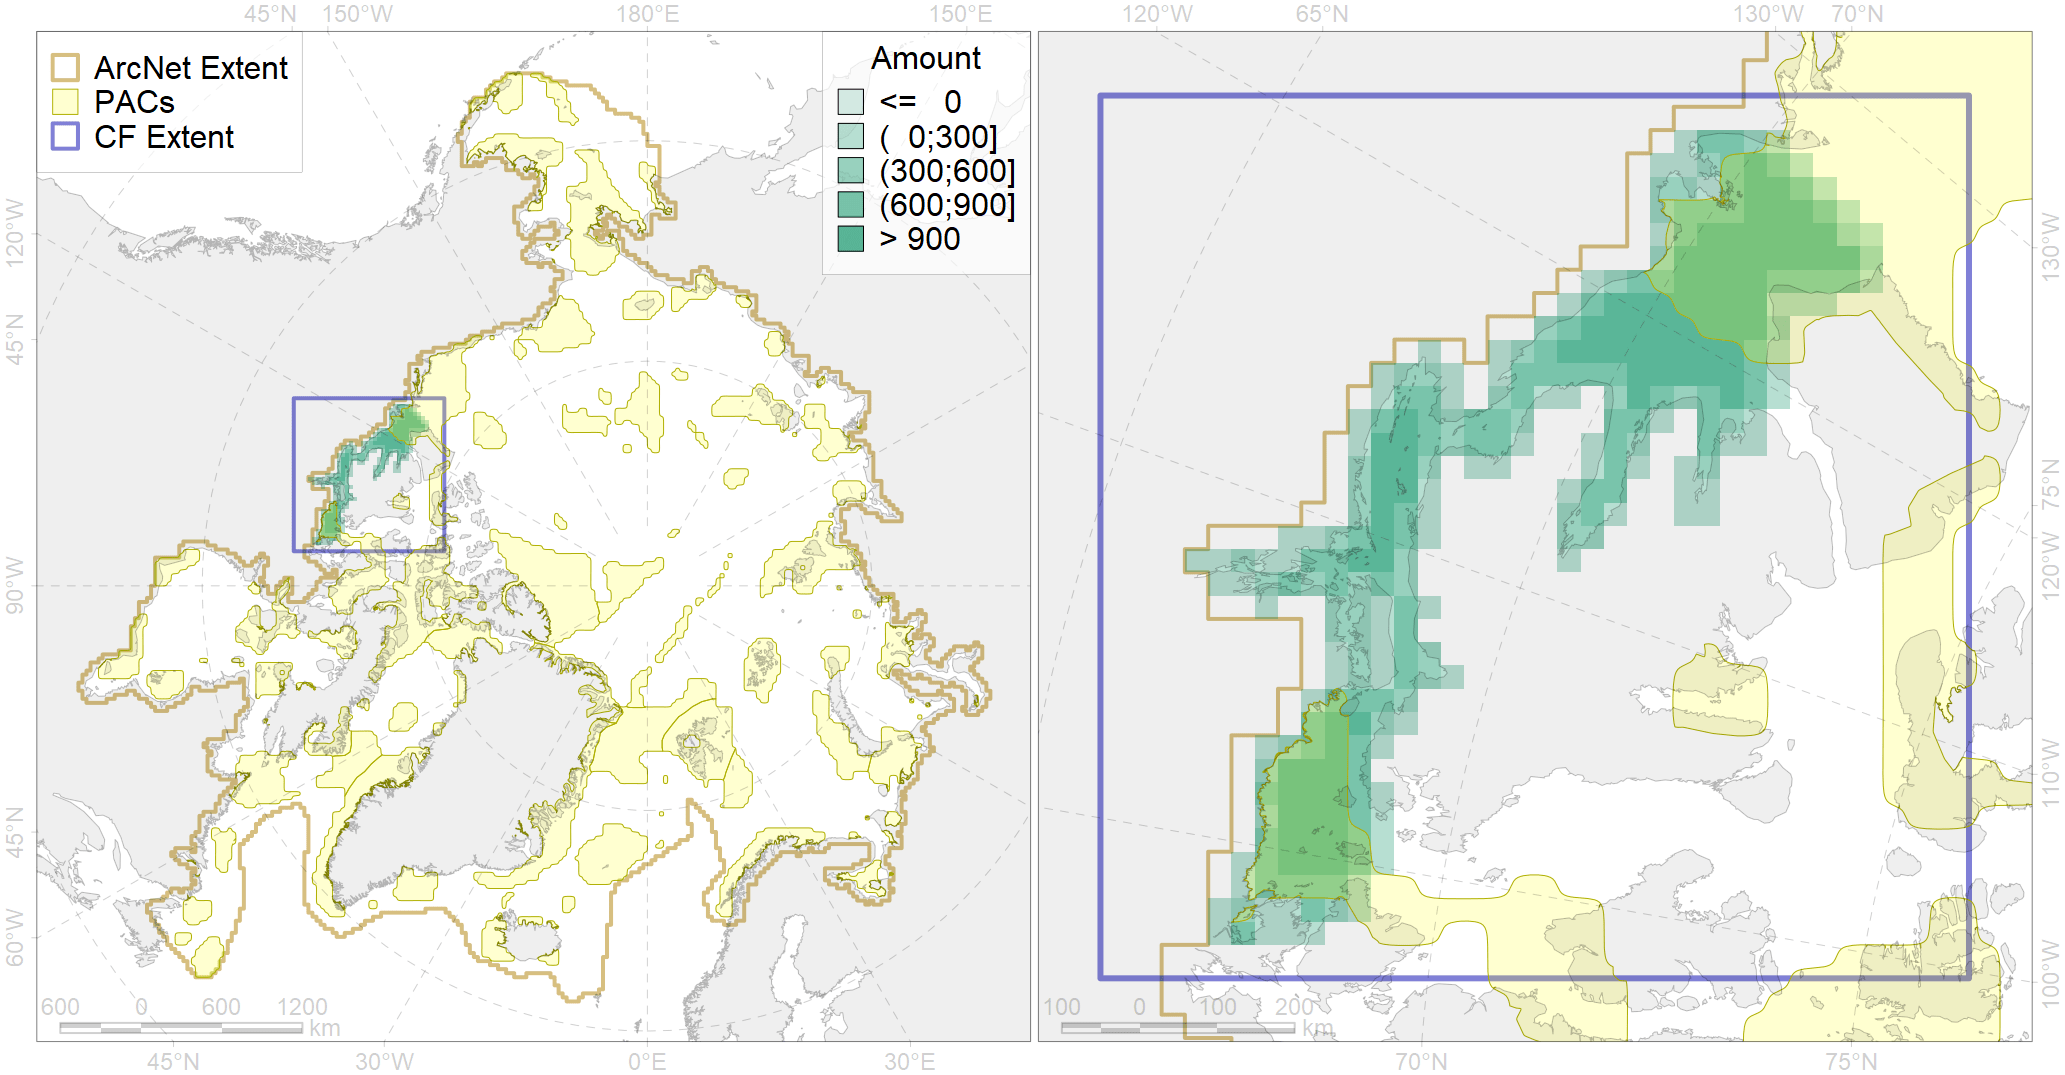 45°N 150°W 180°E 150°E 120°W 65°N 130°W 70°N
ArcNet Extent
PACs
CF Extent
Amount
<= 0
( 0;300]
(300;600]
(600;900]
> 900
120°W
45°N
90°W
45°N
60°W
130°W
75°N
120°W
110°W
100°W
600 0 600 1200
km
100 0 100 200
km
45°N 30°W 0°E 30°E 70°N 75°N